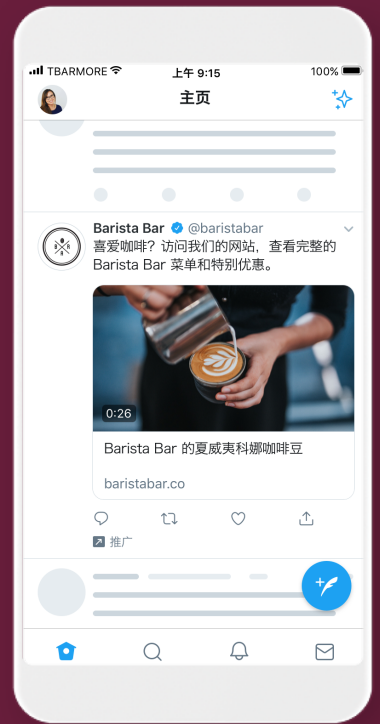 TBARMORE
上午 9:15
100%
主页
Barista Bar @baristabar
喜爱咖啡？访问我们的网站，查看完整的
Barista Bar 菜单和特别优惠。
0:26
Barista Bar 的夏威夷科娜咖啡豆
baristabar.co
推广